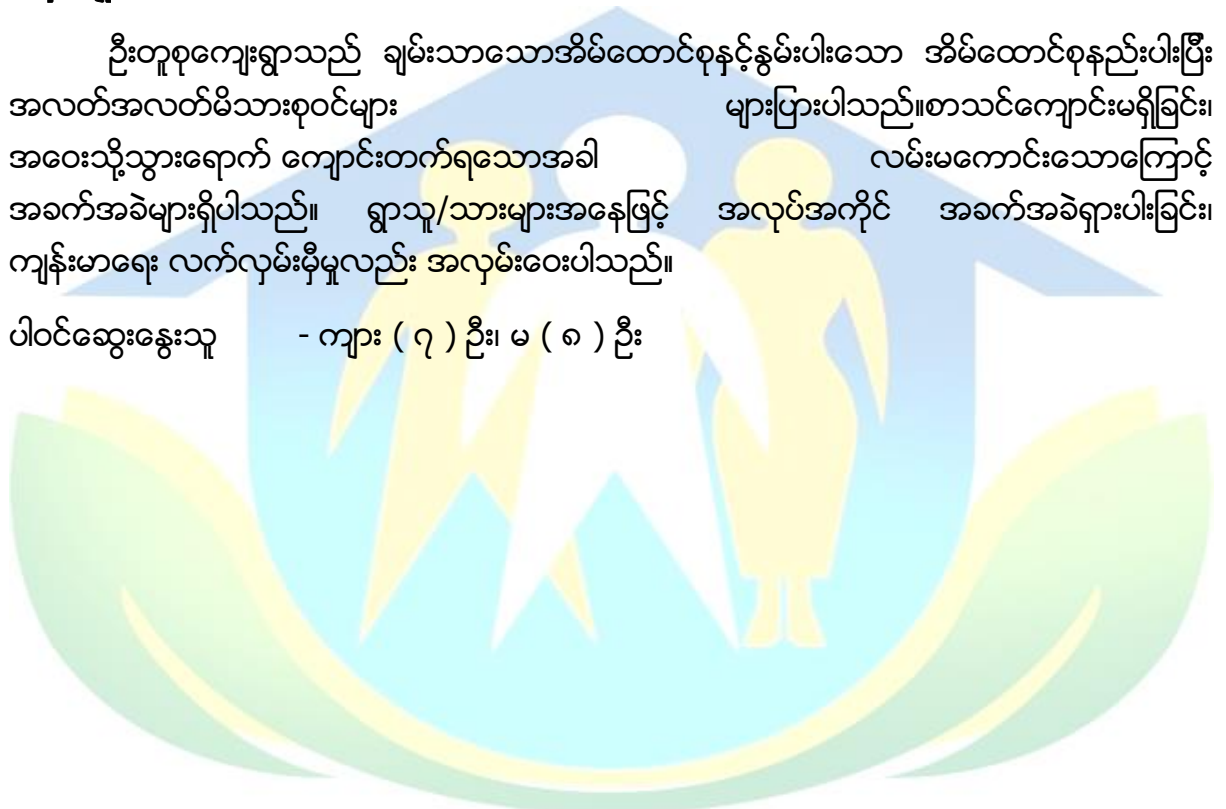 ဦးတူစုကျေးရွာသည် ချမ်းသာသောအိမ်ထောင်စုနှင့်နွမ်းပါးသော အိမ်ထောင်စုနည်းပါးပြီး
အလတ်အလတ်မိသားစုဝင်များ များပြားပါသည်။စာသင်ကျောင်းမရှိခြင်း၊
အဝေးသို့သွားရောက် ကျောင်းတက်ရသောအခါ လမ်းမကောင်းသောကြောင့်
အခက်အခဲများရှိပါသည်။ ရွာသူ/သားများအနေဖြင့် အလုပ်အကိုင် အခက်အခဲရှားပါးခြင်း၊
ကျန်းမာရေး လက်လှမ်းမှီမှုလည်း အလှမ်းဝေးပါသည်။
ပါဝင်ဆွေးနွေးသူ - ကျား ( ၇ ) ဦး၊ မ ( ၈ ) ဦး